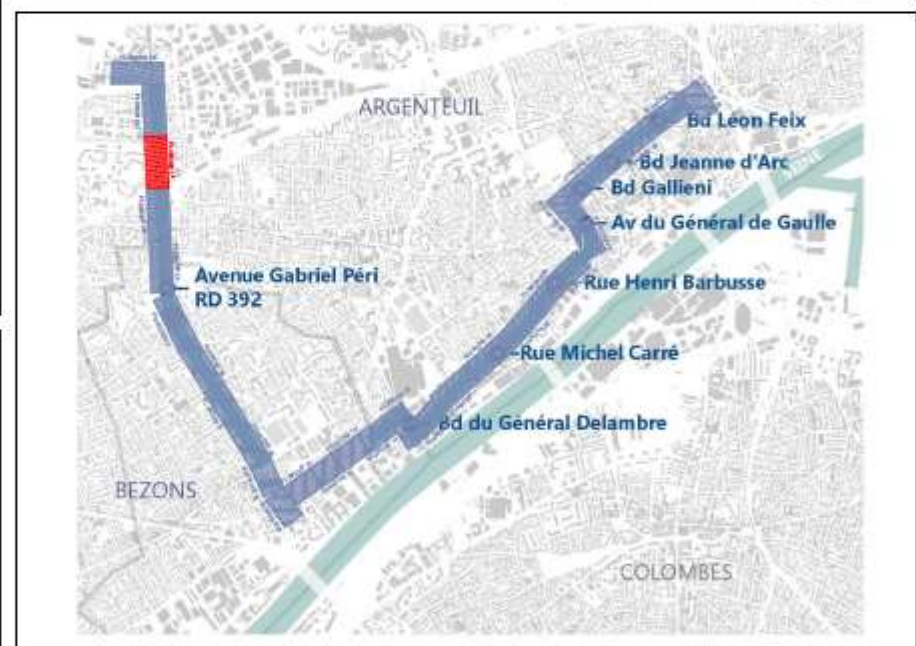 ARGENTEUIL
Bd Léon Feix
Bd Jeanne d'Arc
Bd Gallieni
Av du Général de Gaulle
Avenue Gabriel Péri
RD 392
Rue Henri Barbusse
Rue Michel Carré
Bd du Général Delambre
BEZONS
COLOMBES